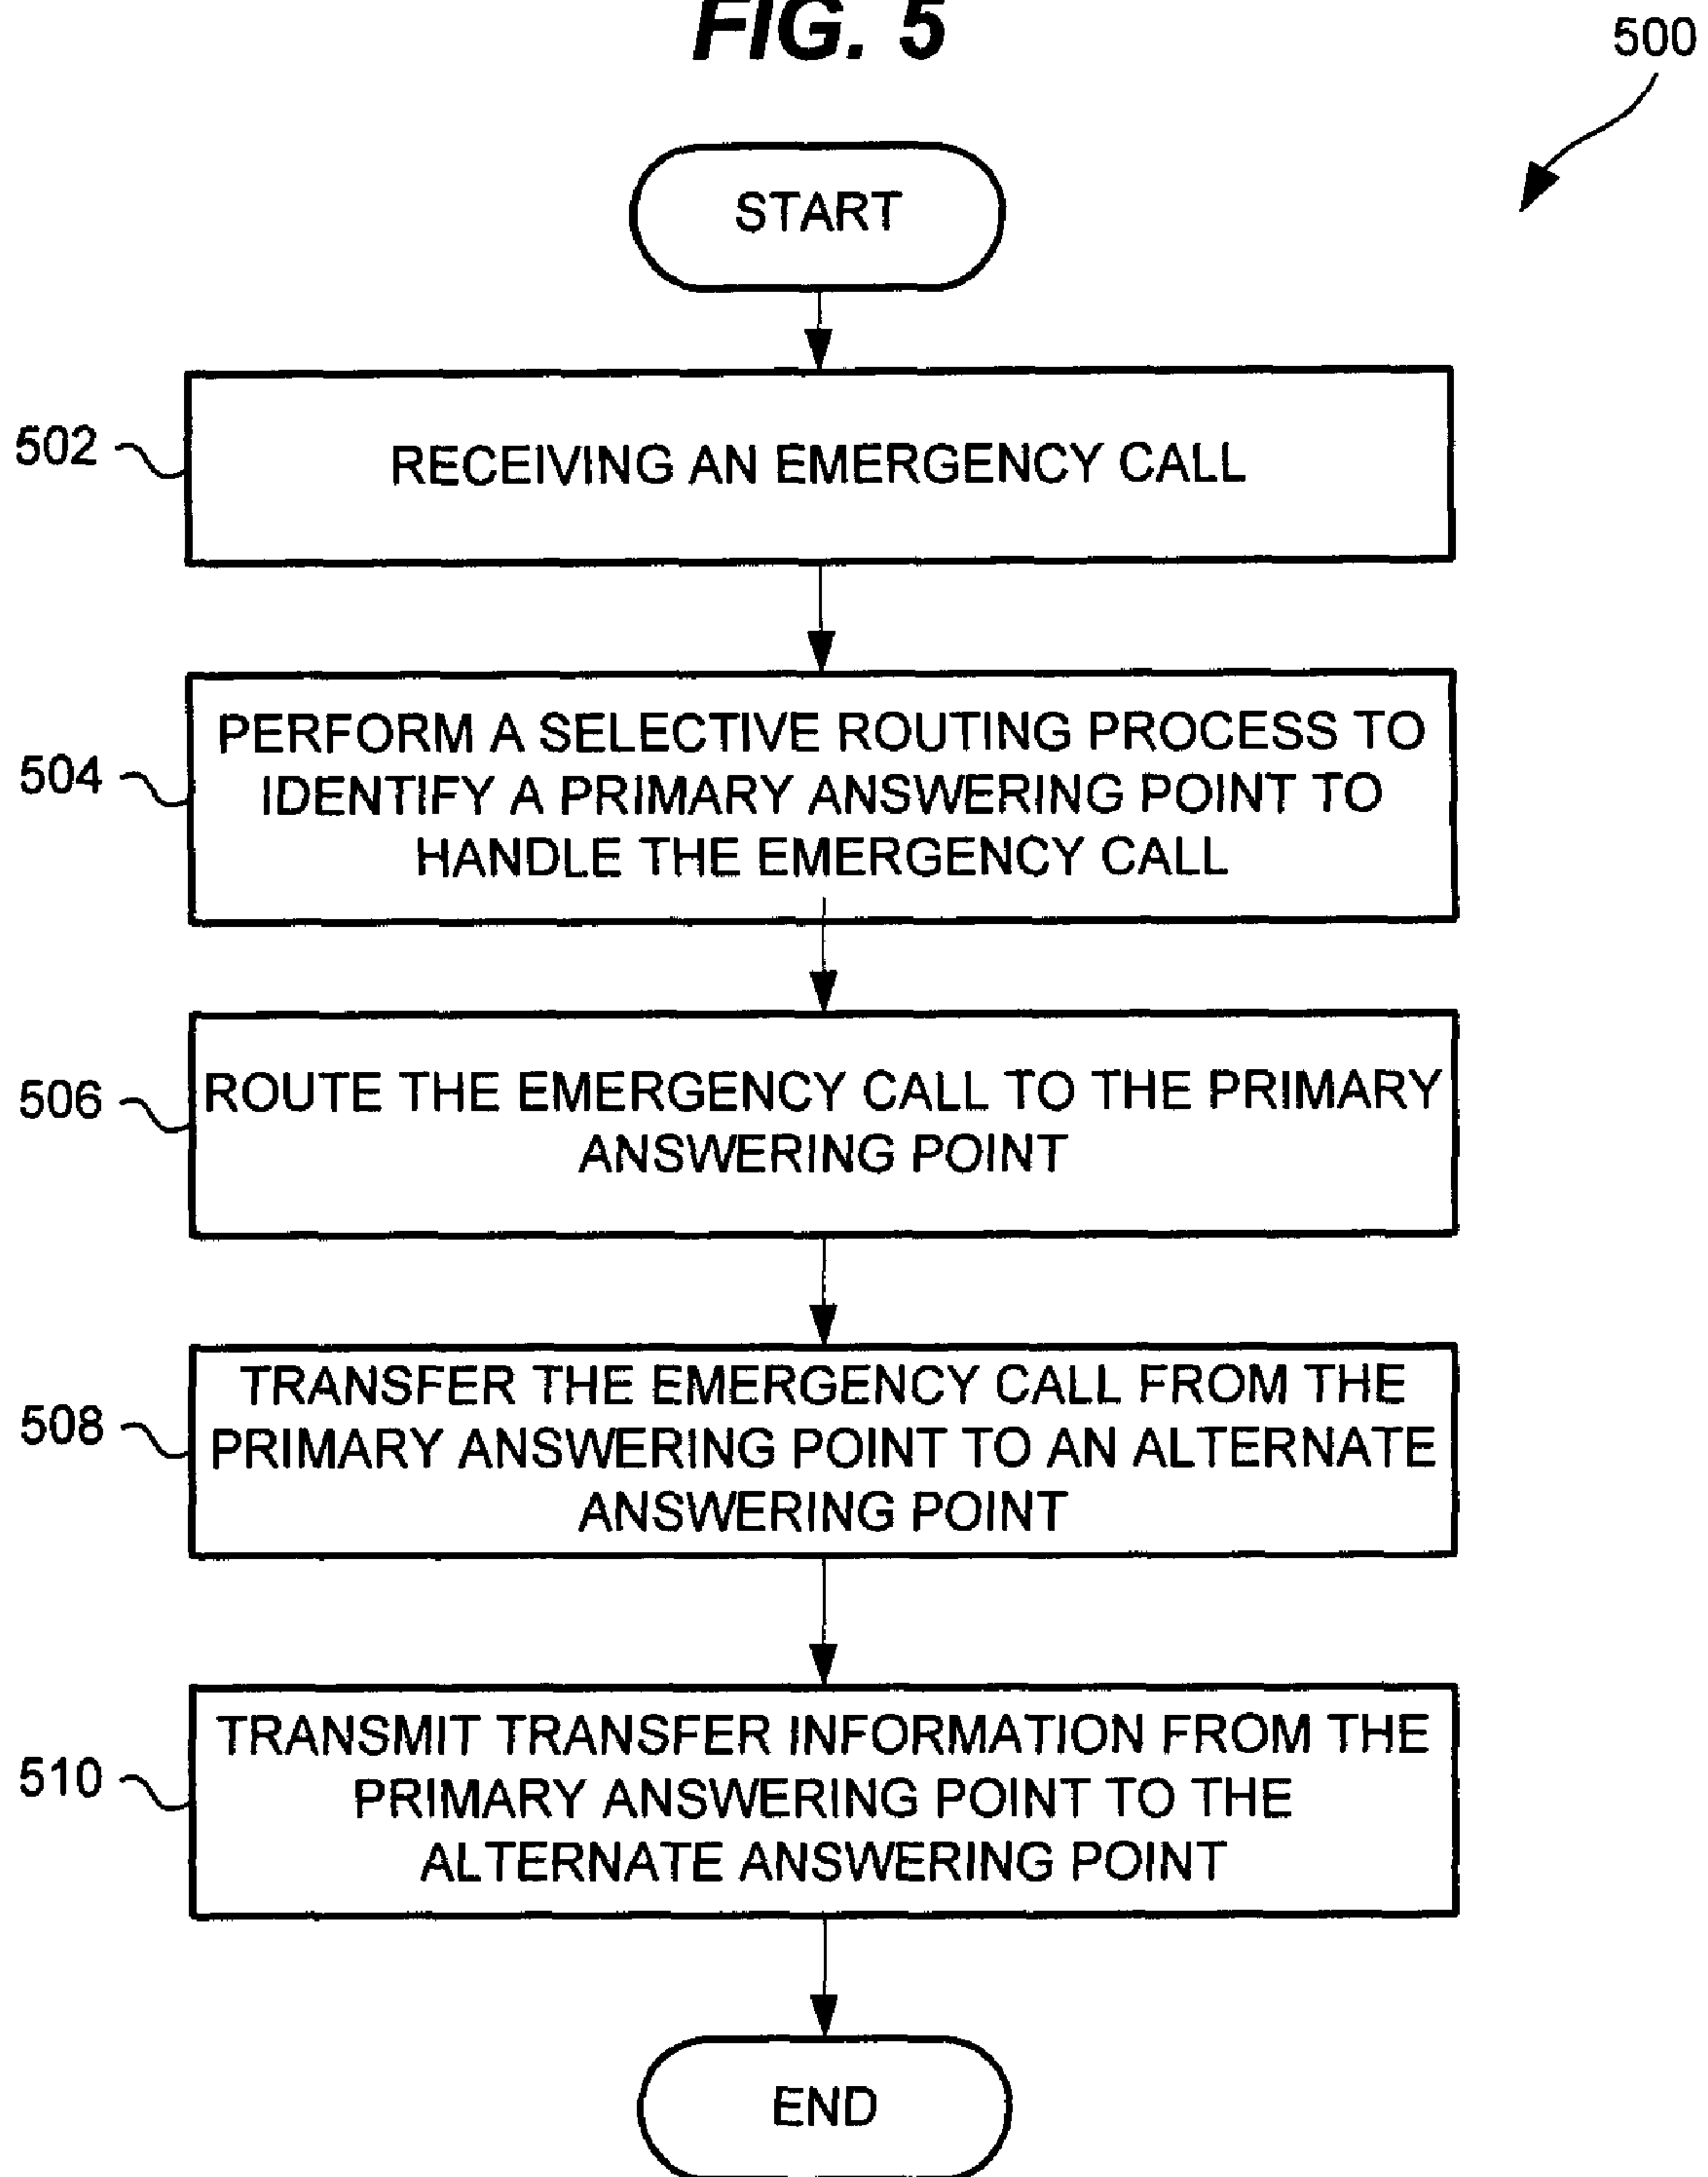 FIG. 5
500
START
502
RECEIVING AN EMERGENCY CALL
504
PERFORM A SELECTIVE ROUTING PROCESS TO
IDENTIFY A PRIMARY ANSWERING POINT TO
HANDLE THE EMERGENCY CALL
506
ROUTE THE EMERGENCY CALL TO THE PRIMARY
ANSWERING POINT
508
TRANSFER THE EMERGENCY CALL FROM THE
PRIMARY ANSWERING POINT TO AN ALTERNATE
ANSWERING POINT
510
TRANSMIT TRANSFER INFORMATION FROM THE
PRIMARY ANSWERING POINT TO THE
ALTERNATE ANSWERING POINT
END